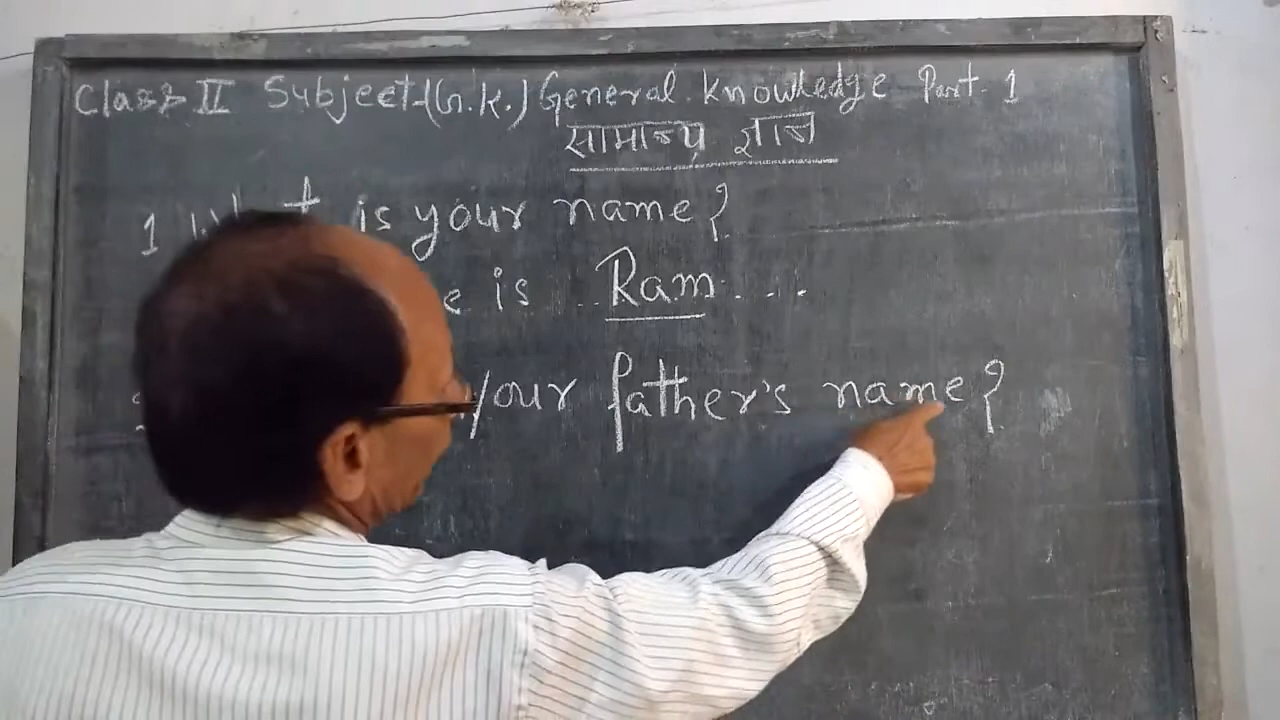 Class II Subject-(G.K.) General Knowledge Part-1
सामान्य ज्ञान
1 What is your name?
e is ..Ram....
your father's name?